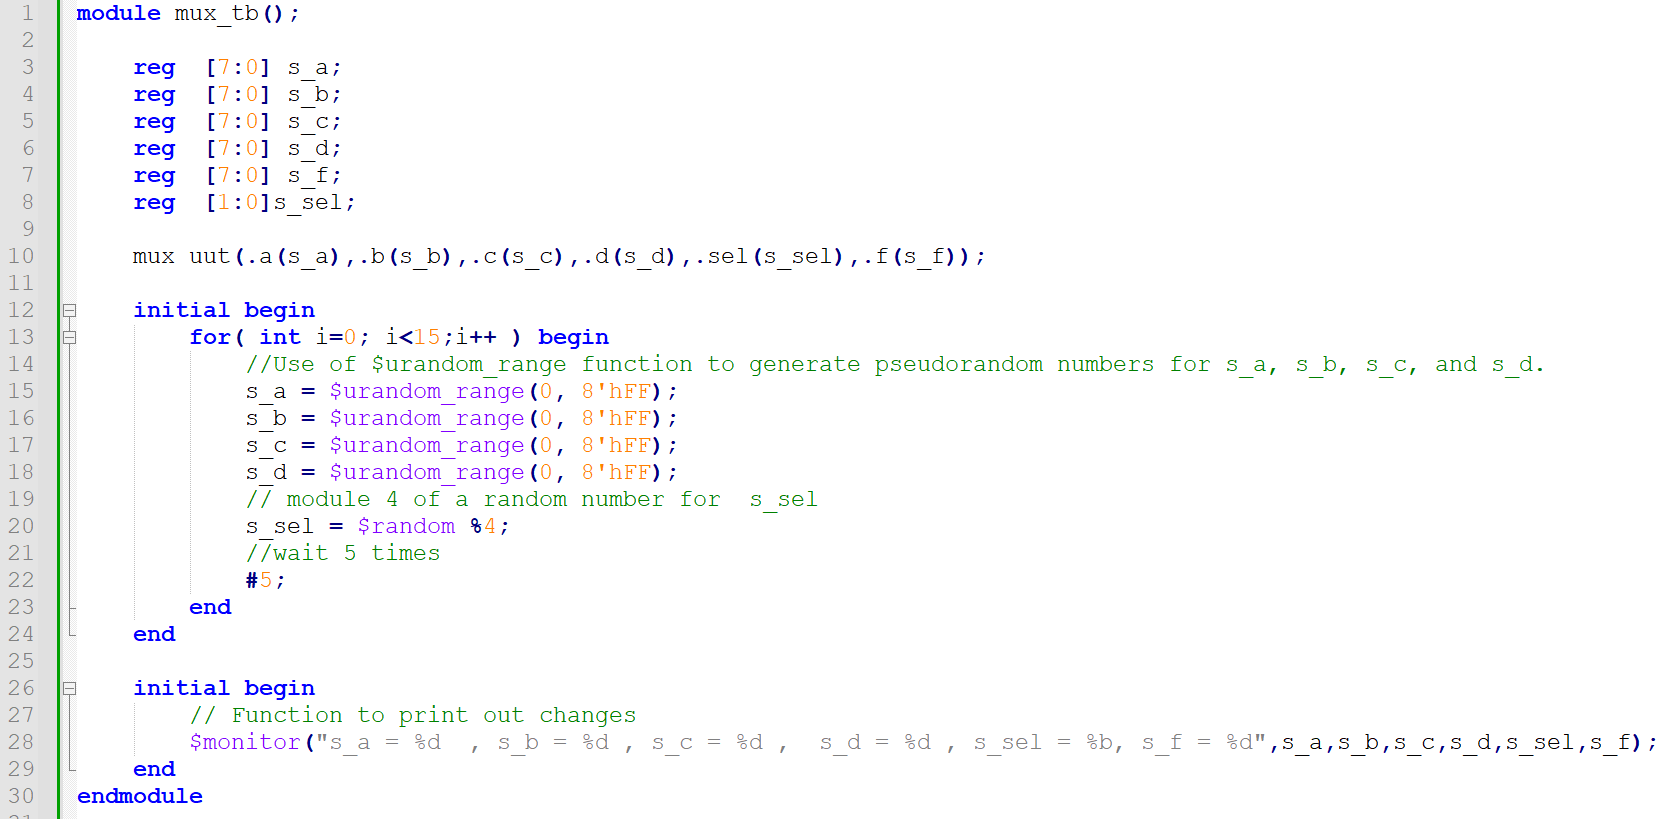 1 module mux_tb();
2
3     reg  [7:0] s_a;
4     reg  [7:0] s_b;
5     reg  [7:0] s_c;
6     reg  [7:0] s_d;
7     reg  [7:0] s_f;
8     reg  [1:0]s_sel;
9
10     mux uut(.a(s_a),.b(s_b),.c(s_c),.d(s_d),.sel(s_sel),.f(s_f));
11
12     initial begin
13         for( int i=0; i<15;i++ ) begin
14             //Use of $urandom_range function to generate pseudorandom numbers for s_a, s_b, s_c, and s_d.
15             s_a = $urandom_range(0, 8'hFF);
16             s_b = $urandom_range(0, 8'hFF);
17             s_c = $urandom_range(0, 8'hFF);
18             s_d = $urandom_range(0, 8'hFF);
19             // module 4 of a random number for  s_sel
20             s_sel = $random %4;
21             //wait 5 times
22             #5;
23         end
24     end
25
26     initial begin
27         // Function to print out changes
28         $monitor("s_a = %d  , s_b = %d , s_c = %d ,  s_d = %d , s_sel = %b, s_f = %d",s_a,s_b,s_c,s_d,s_sel,s_f);
29     end
30 endmodule